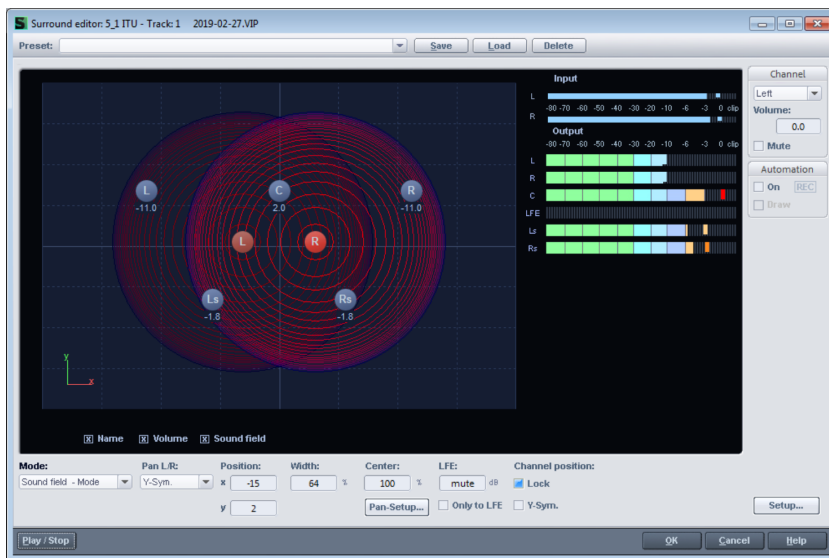 Surround editor: 5_1 ITU - Track: 1 2019-02-27.VIP
Preset: Save Load Delete
Input
L
-80 -70 -60 -50 -40 -30 -20 -10 -6 -3 0 clip
R
Output
-80 -70 -60 -50 -40 -30 -20 -10 -6 -3 0 clip
L
R
C
LFE
Ls
Rs
L C R
-11.0 2.0 -11.0
L R
Ls Rs
-1.8 -1.8
y
x
x Name x Volume x Sound field
Channel
Left
Volume:
0.0
Mute
Automation
On REC
Draw
Mode: Pan L/R: Position: Width: Center: LFE: Channel position:
Sound field - Mode Y-Sym. x -15 64 % 100 % mute dB Lock
y 2 Pan-Setup... Only to LFE Y-Sym. Setup...
Play / Stop OK Cancel Help